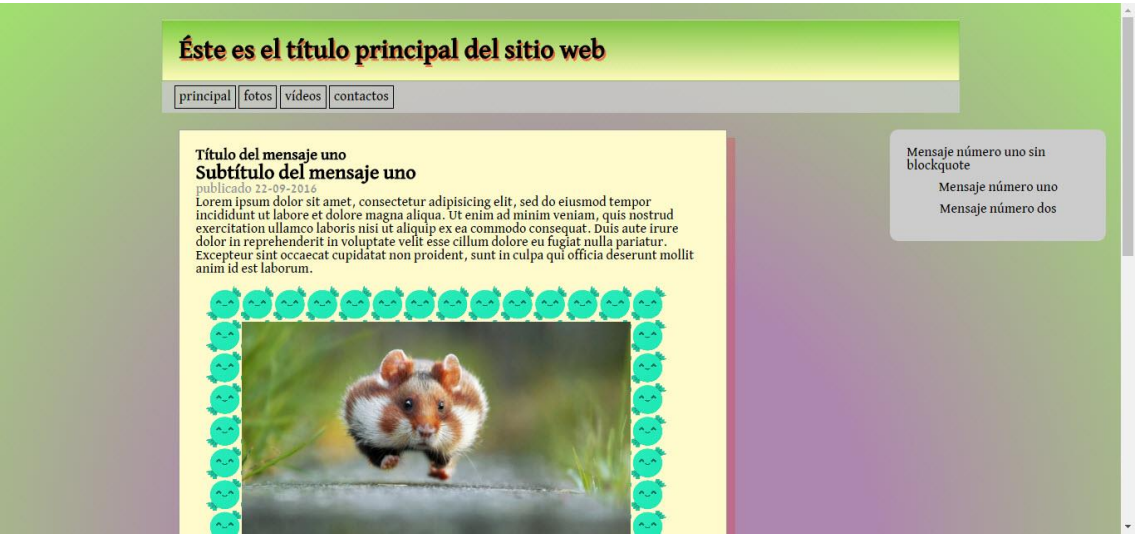 Éste es el título principal del sitio web
principal fotos vídeos contactos
Título del mensaje uno
Subtítulo del mensaje uno
publicado 22-09-2016
Lorem ipsum dolor sit amet, consectetur adipisicing elit, sed do eiusmod tempor
incididunt ut labore et dolore magna aliqua. Ut enim ad minim veniam, quis nostrud
exercitation ullamco laboris nisi ut aliquip ex ea commodo consequat. Duis aute irure
dolor in reprehenderit in voluptate velit esse cillum dolore eu fugiat nulla pariatur.
Excepteur sint occaecat cupidatat non proident, sunt in culpa qui officia deserunt mollit
anim id est laborum.
Mensaje número uno sin
blockquote
Mensaje número uno
Mensaje número dos